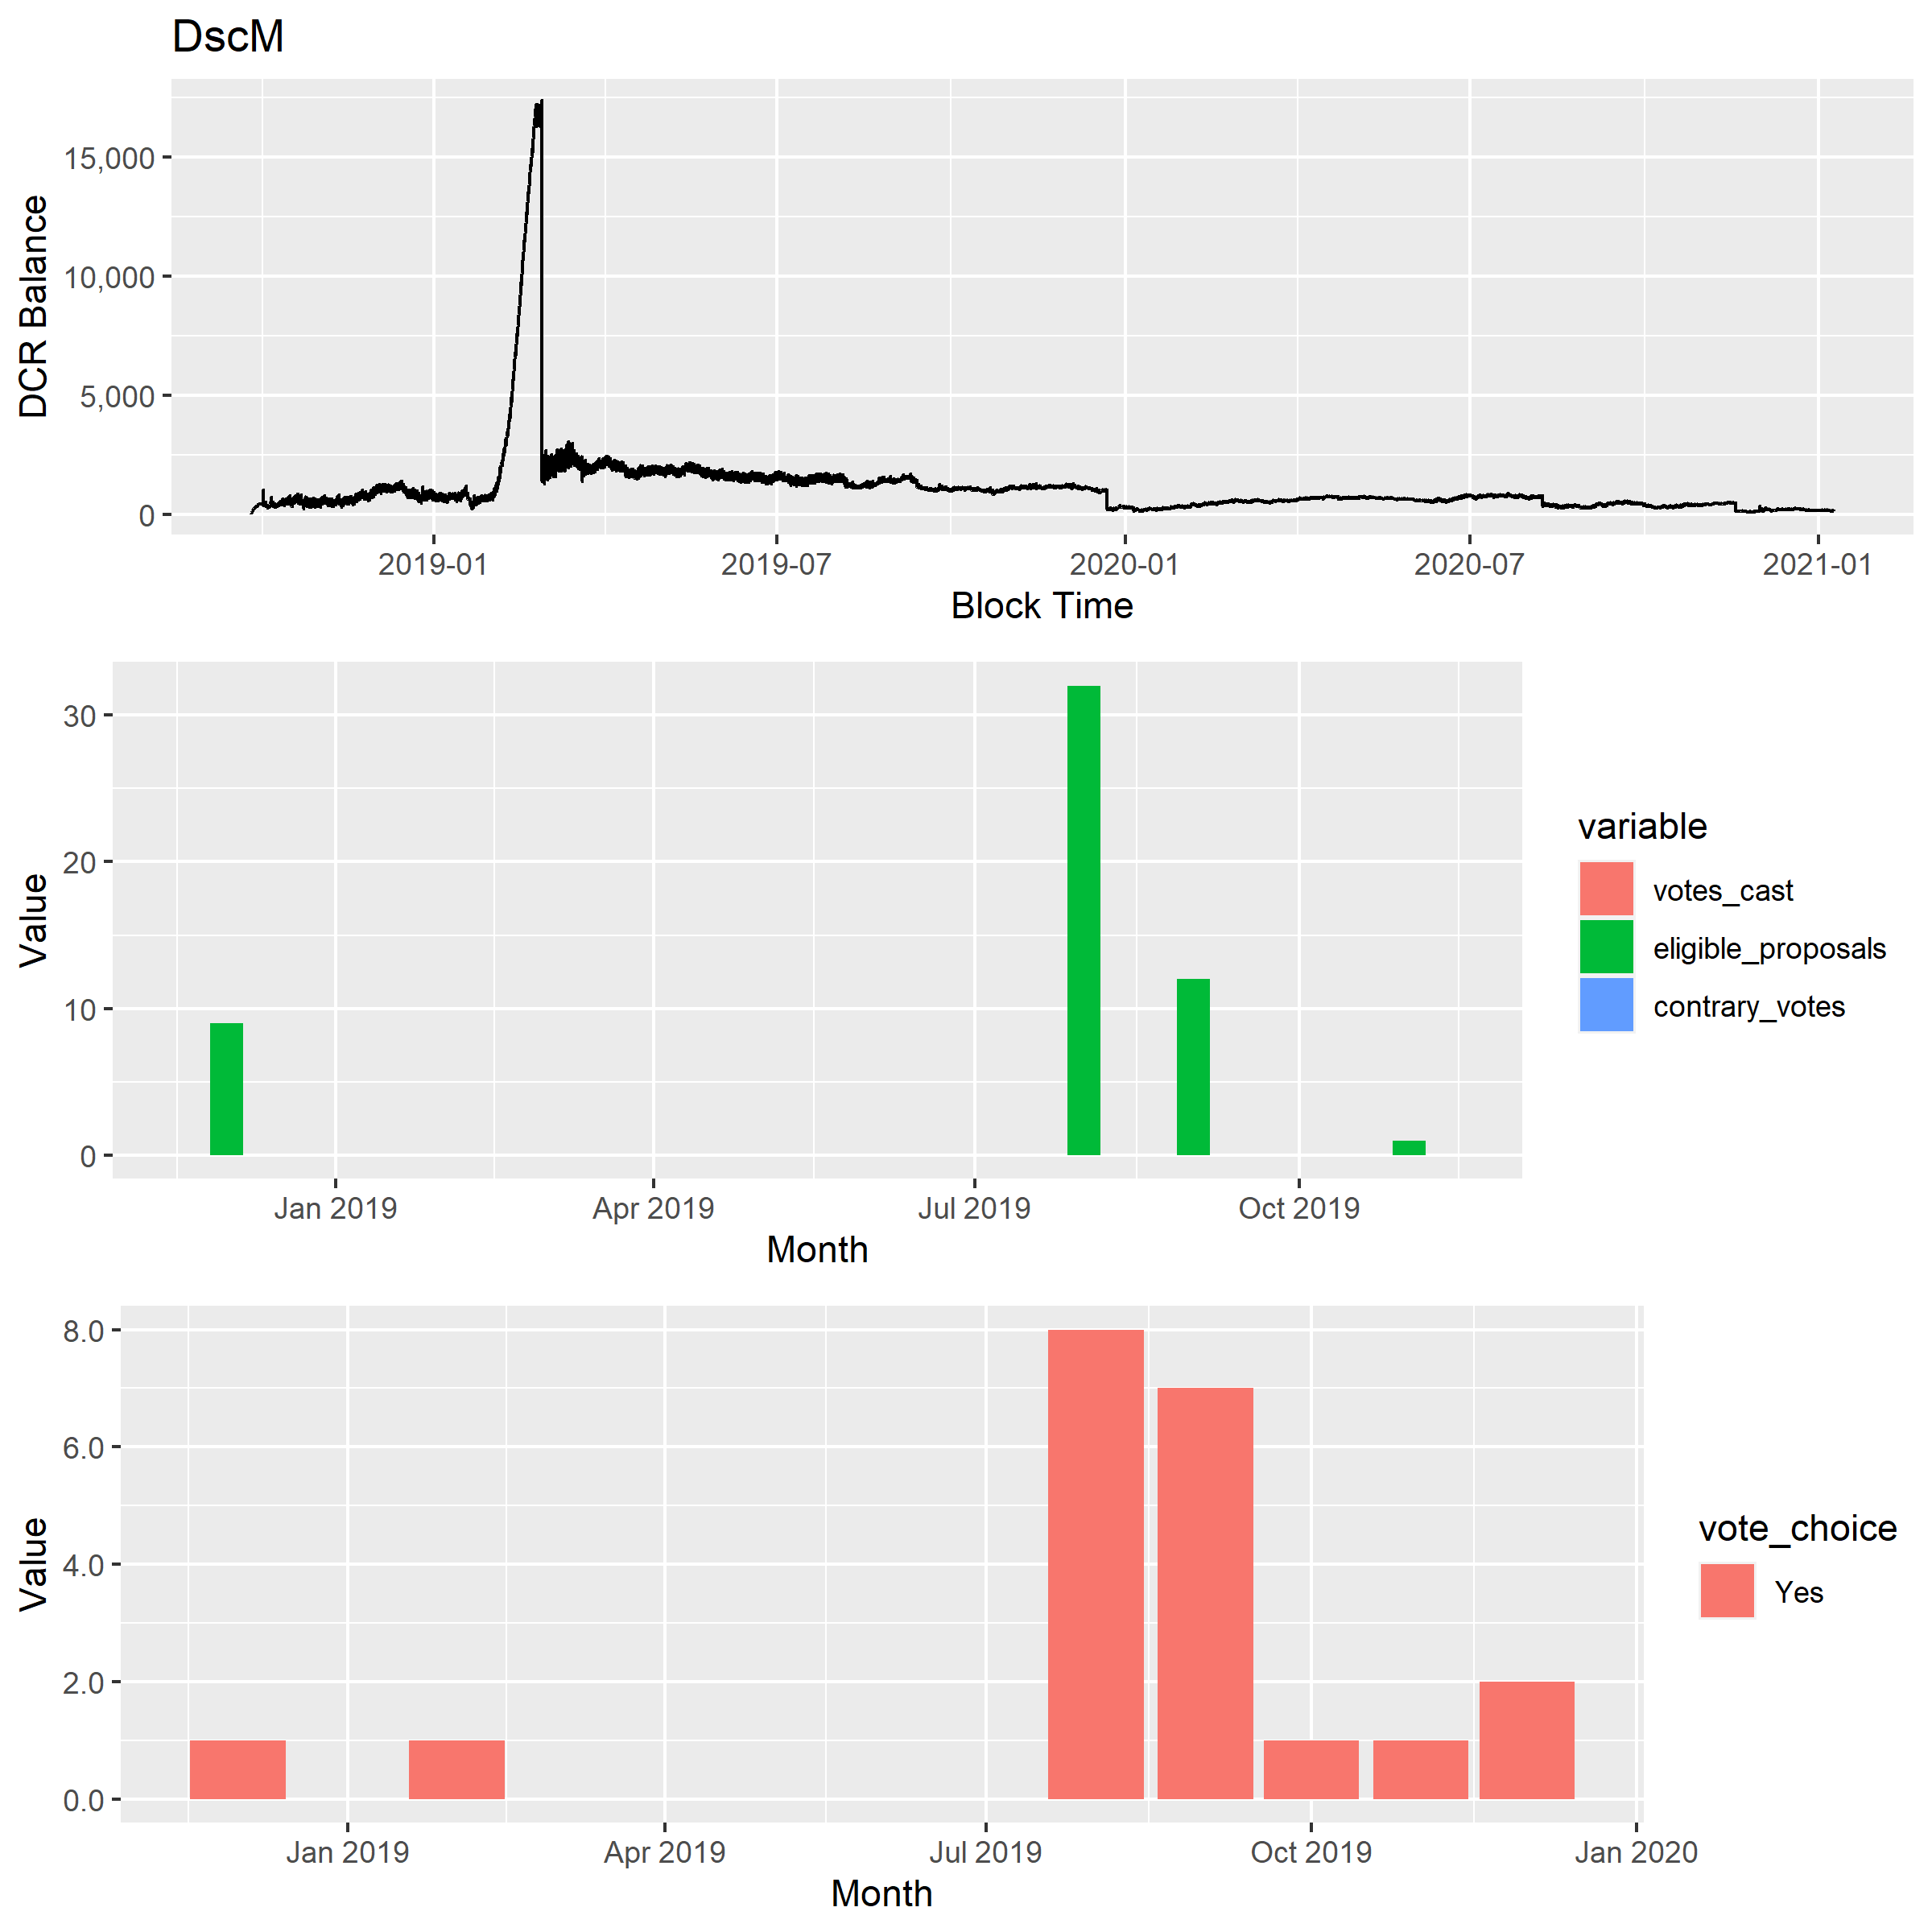 DscM
15,000
10,000
5,000
0
DCR Balance
2019-01 2019-07 2020-01 2020-07 2021-01
Block Time
30
20
10
0
Value
Jan 2019 Apr 2019 Jul 2019 Oct 2019
Month
variable
votes_cast
eligible_proposals
contrary_votes
8.0
6.0
4.0
2.0
0.0
Value
Jan 2019 Apr 2019 Jul 2019 Oct 2019 Jan 2020
Month
vote_choice
Yes